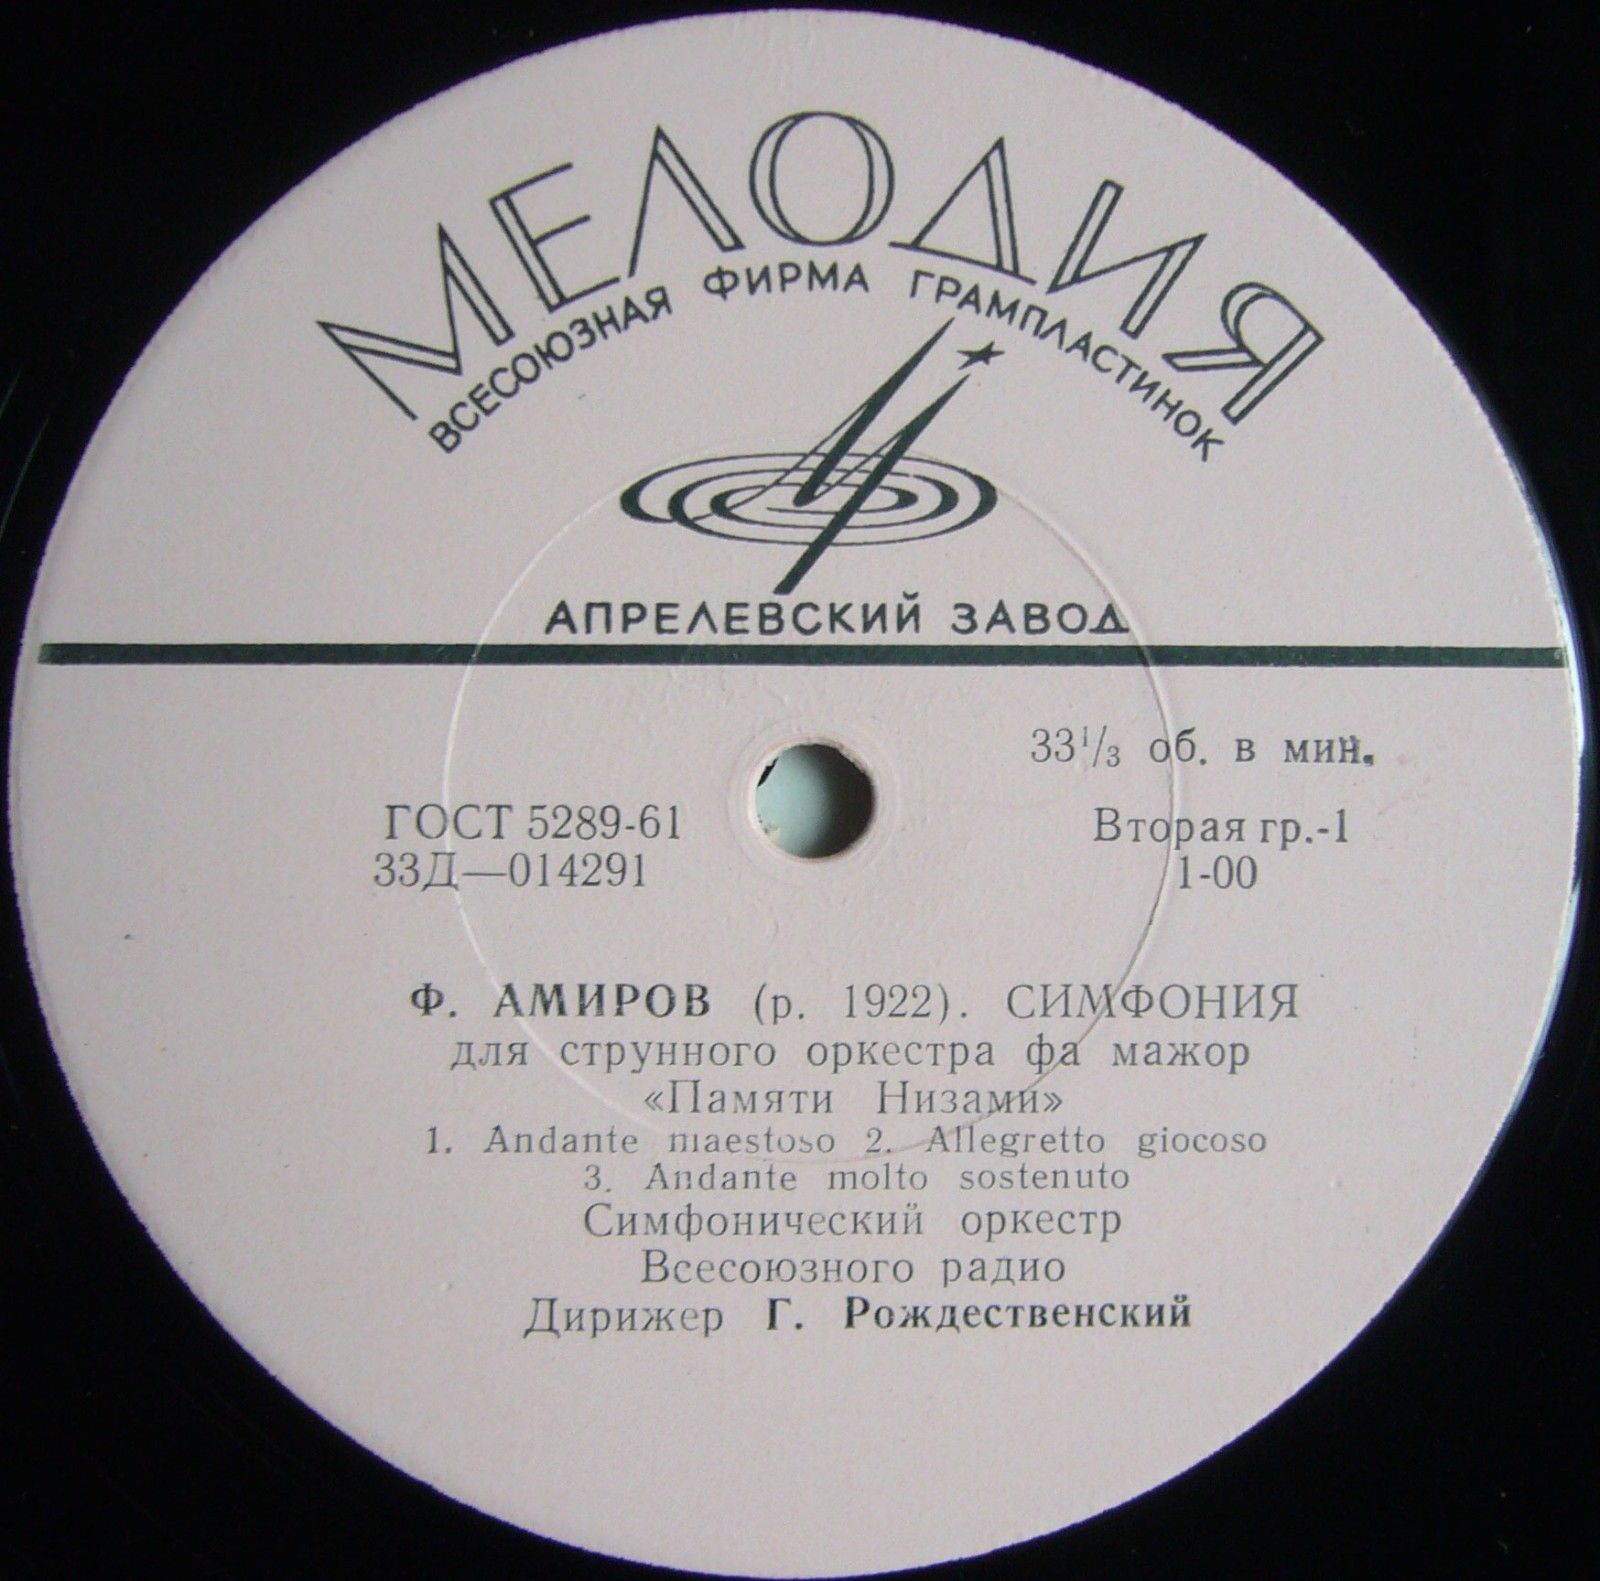 МЕЛОДИЯ
ВСЕСОЮЗНАЯ ФИРМА ГРАМПЛАСТИНОК
АПРЕЛЕВСКИЙ ЗАВОД
33 1/3 об. в мин.
ГОСТ 5289-61
Вторая гр.-1
33Д—014291
1-00
Ф. АМИРОВ (р. 1922). СИМФОНИЯ
для струнного оркестра фа мажор
«Памяти Низами»
1. Andante maestoso 2. Allegretto giocoso
3. Andante molto sostenuto
Симфонический оркестр
Всесоюзного радио
Дирижер Г. Рождественский